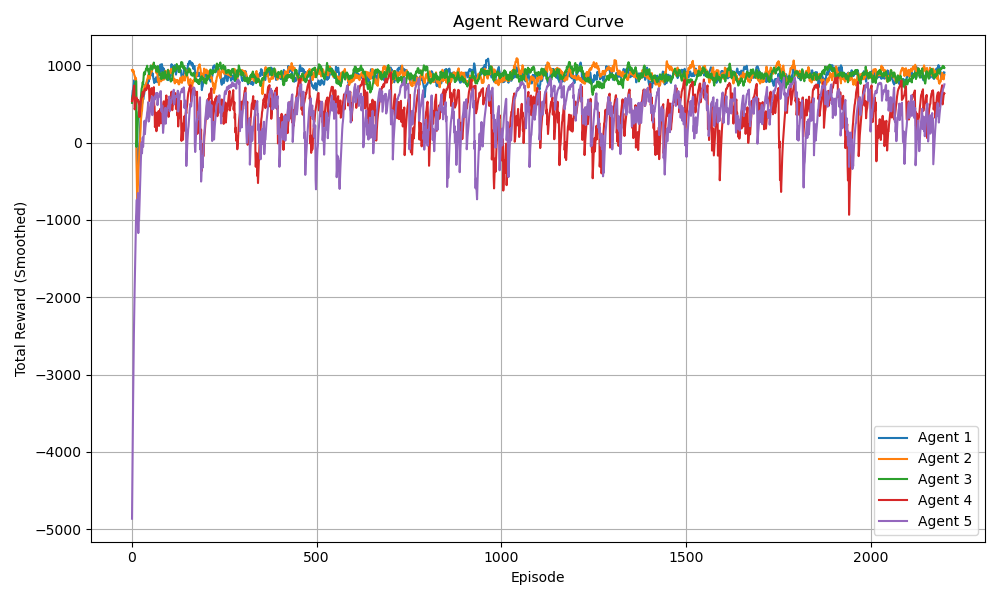 Agent Reward Curve
Total Reward (Smoothed)
1000
0
−1000
−2000
−3000
−4000
−5000
Agent 1
Agent 2
Agent 3
Agent 4
Agent 5
0 500 1000 1500 2000
Episode